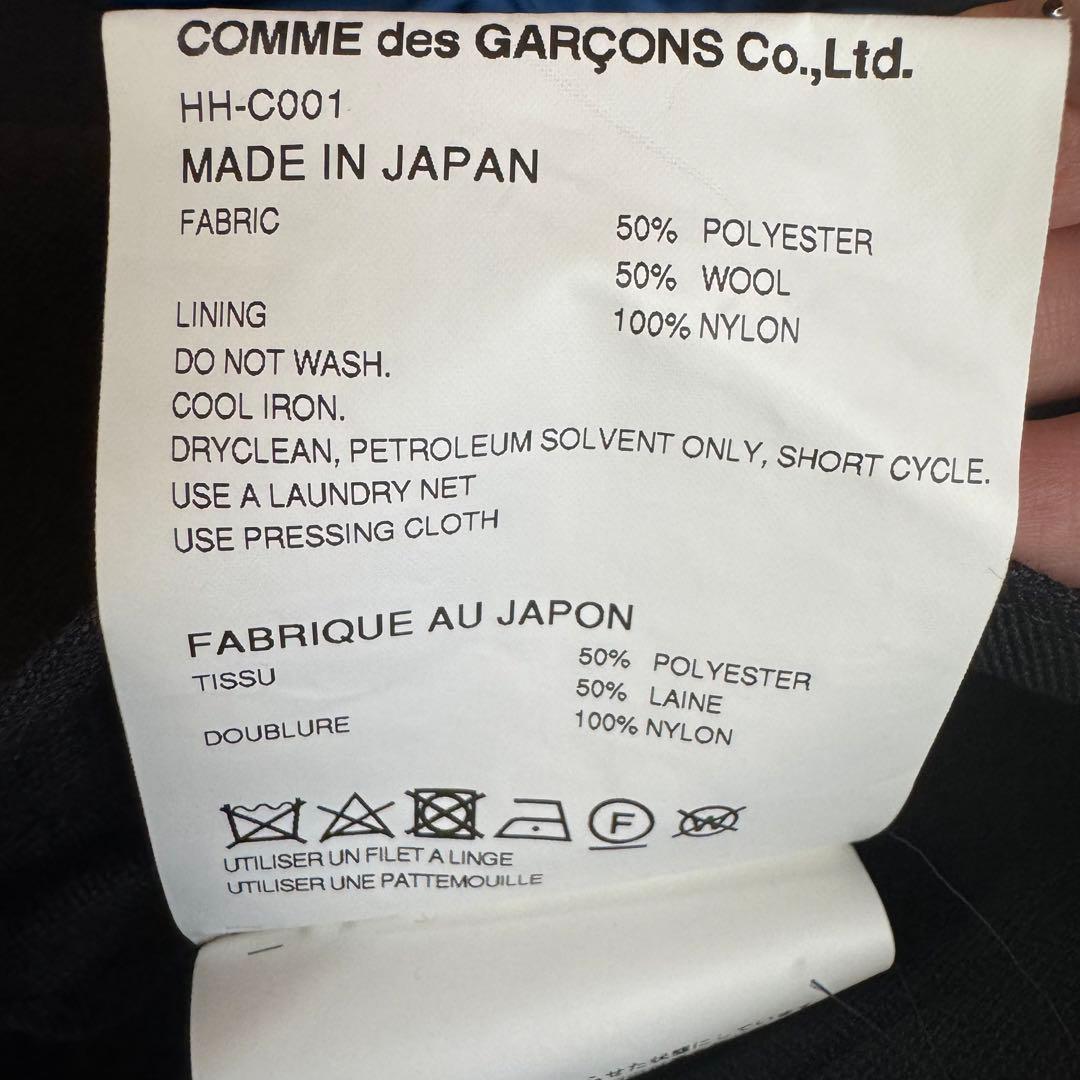 COMME des GARÇONS Co.,Ltd.
HH-C001
MADE IN JAPAN
FABRIC 50% POLYESTER
50% WOOL
LINING 100% NYLON
DO NOT WASH.
COOL IRON.
DRYCLEAN, PETROLEUM SOLVENT ONLY, SHORT CYCLE.
USE A LAUNDRY NET
USE PRESSING CLOTH
FABRIQUE AU JAPON
TISSU 50% POLYESTER
50% LAINE
DOUBLURE 100% NYLON
F W
UTILISER UN FILET A LINGE
UTILISER UNE PATTEMOUILLE